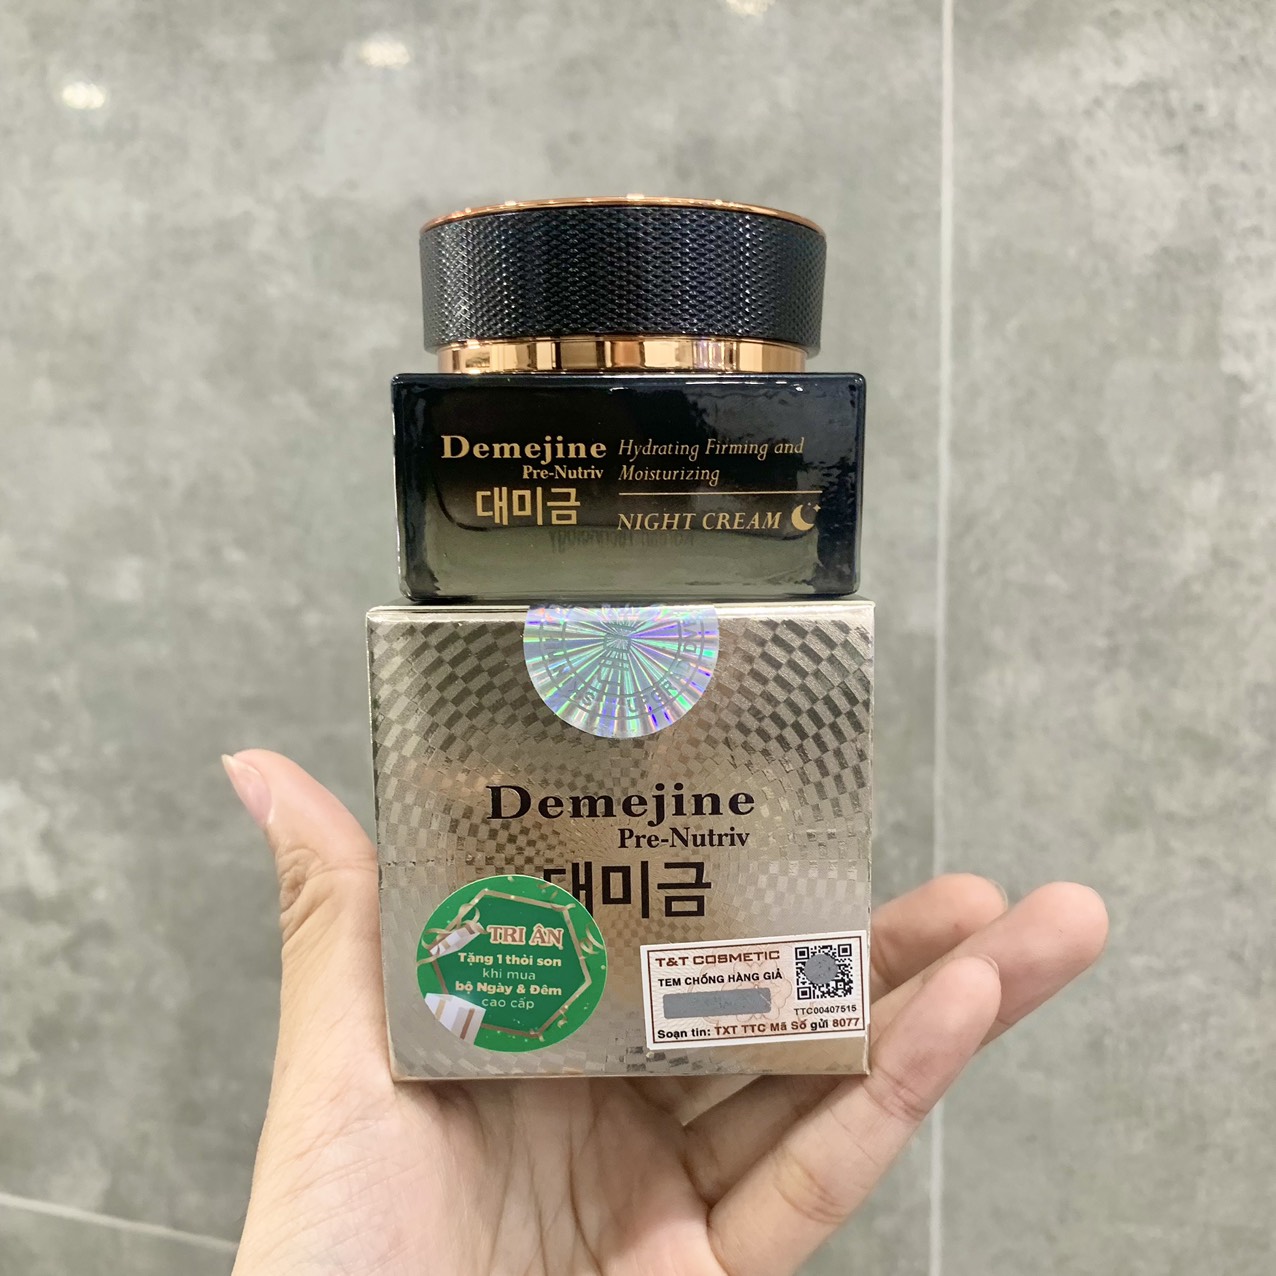 Demejine
Pre-Nutriv
대미금
Hydrating Firming and
Moisturizing
NIGHT CREAM
Demejine
Pre-Nutriv
대미금
TRI ÂN
Tặng 1 thỏi son
khi mua
bộ Ngày & Đêm
cao cấp
T&T COSMETIC
TEM CHỐNG HÀNG GIẢ
TTC00407515
Soạn tin: TXT TTC Mã Số gửi 8077